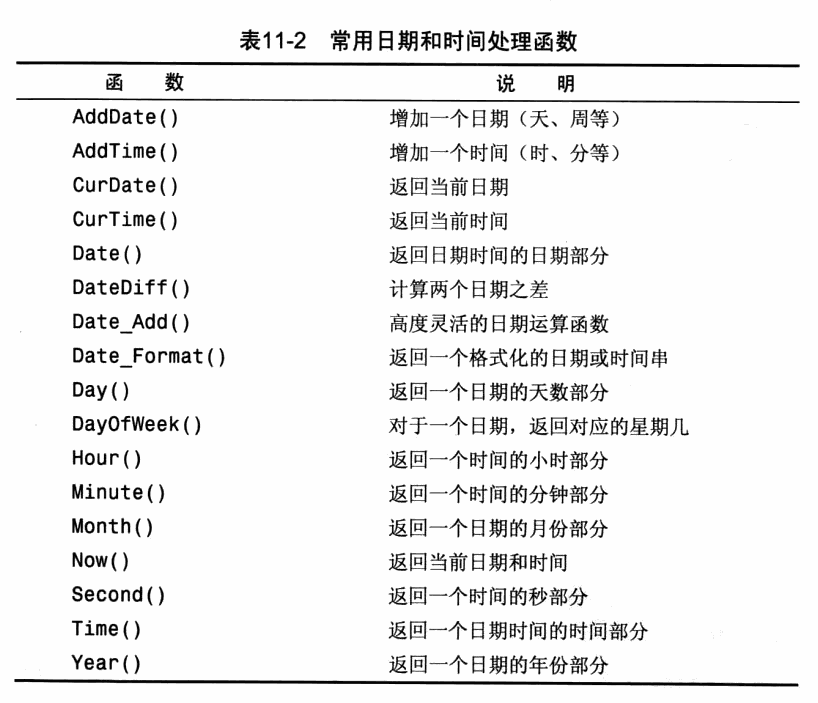 表11-2 常用日期和时间处理函数
函 数 说 明
AddDate() 增加一个日期（天、周等）
AddTime() 增加一个时间（时、分等）
CurDate() 返回当前日期
CurTime() 返回当前时间
Date() 返回日期时间的日期部分
DateDiff() 计算两个日期之差
Date_Add() 高度灵活的日期运算函数
Date_Format() 返回一个格式化的日期或时间串
Day() 返回一个日期的天数部分
DayOfWeek() 对于一个日期，返回对应的星期几
Hour() 返回一个时间的小时部分
Minute() 返回一个时间的分钟部分
Month() 返回一个日期的月份部分
Now() 返回当前日期和时间
Second() 返回一个时间的秒部分
Time() 返回一个日期时间的时间部分
Year() 返回一个日期的年份部分